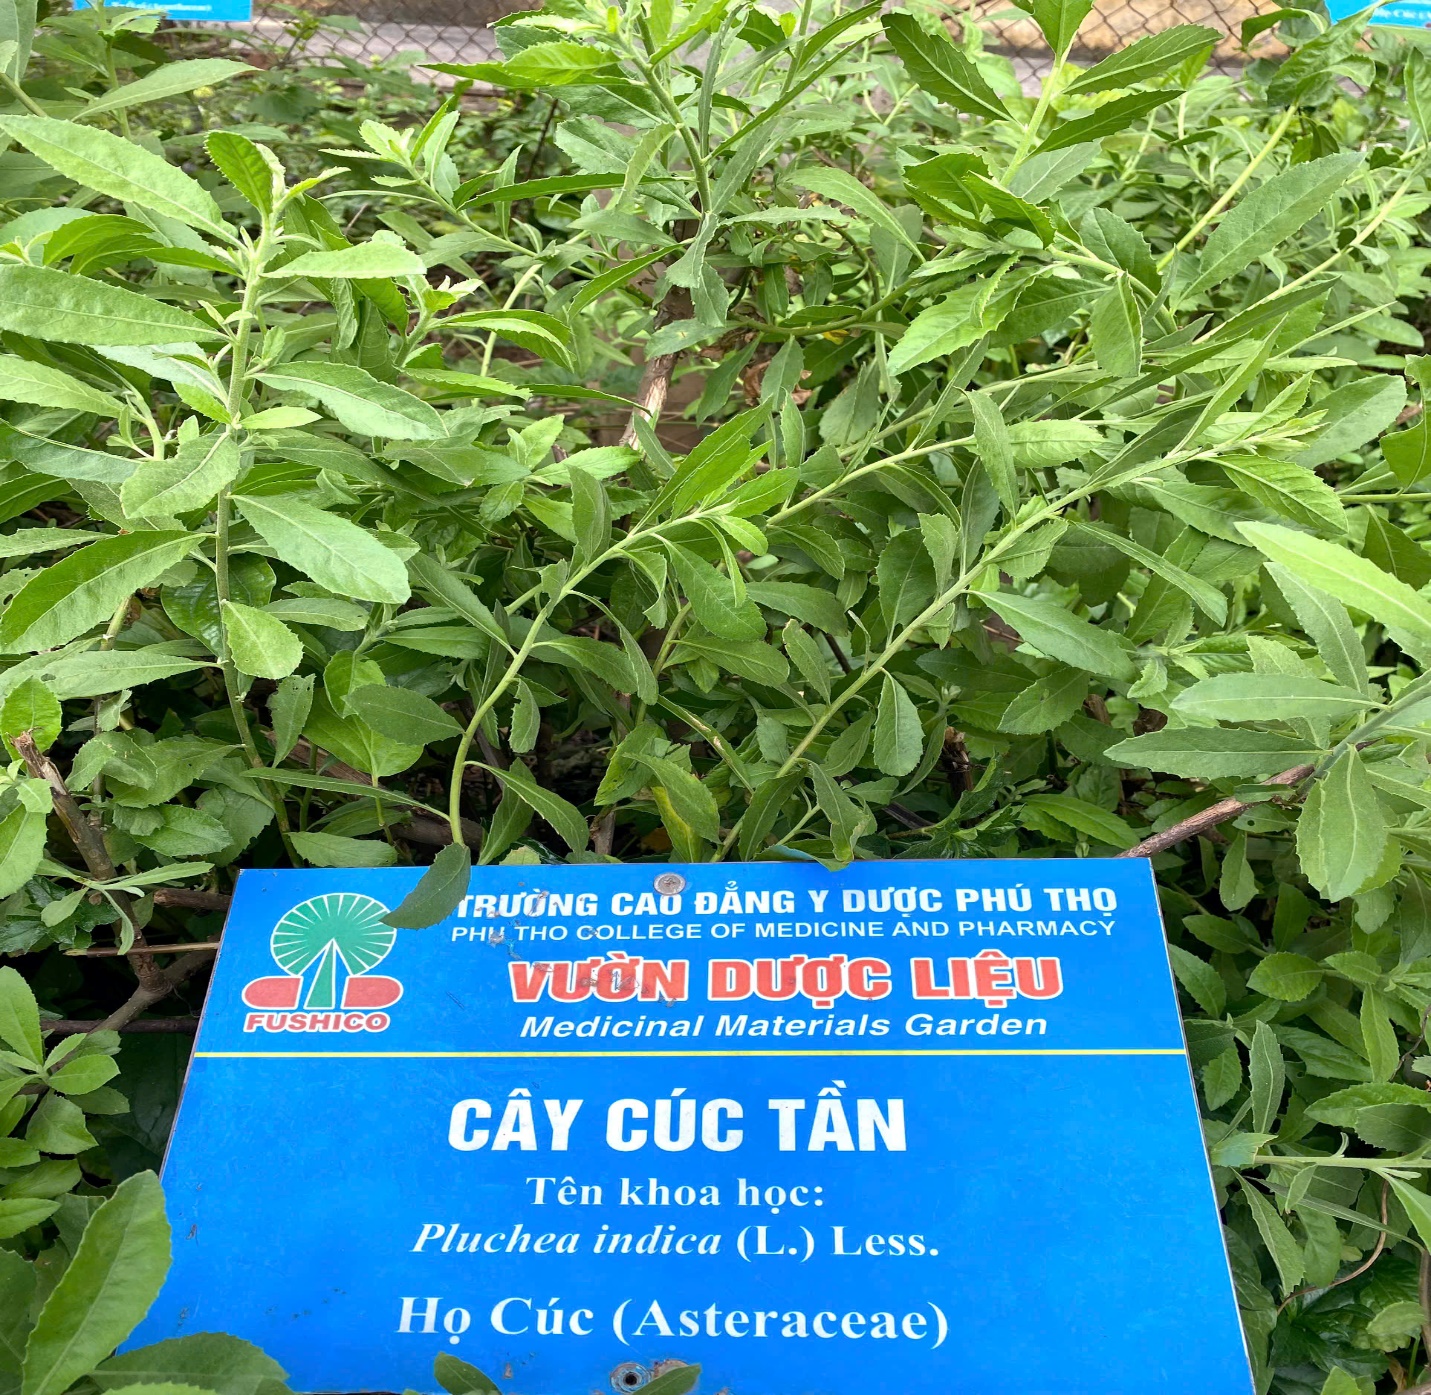 TRƯỜNG CAO ĐẲNG Y DƯỢC PHÚ THỌ
PHU THO COLLEGE OF MEDICINE AND PHARMACY
VƯỜN DƯỢC LIỆU
Medicinal Materials Garden
FUSHICO
CÂY CÚC TẦN
Tên khoa học:
Pluchea indica (L.) Less.
Họ Cúc (Asteraceae)